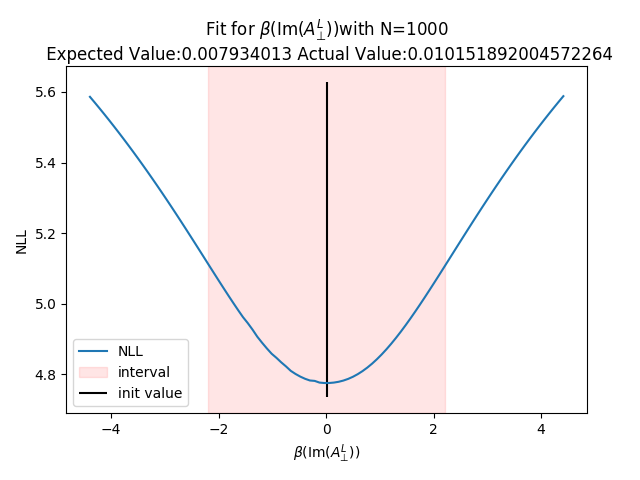 Fit for β(Im(A⊥ᴸ))with N=1000
Expected Value:0.007934013 Actual Value:0.010151892004572264
5.6
5.4
5.2
5.0
4.8
NLL
NLL
interval
init value
−4
−2
0
2
4
β(Im(A⊥ᴸ))